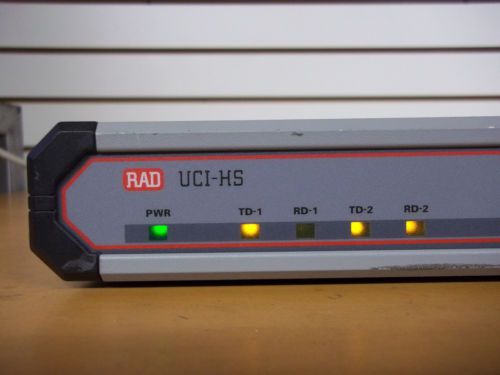 RAD UCI-HS
PWR TD-1 RD-1 TD-2 RD-2